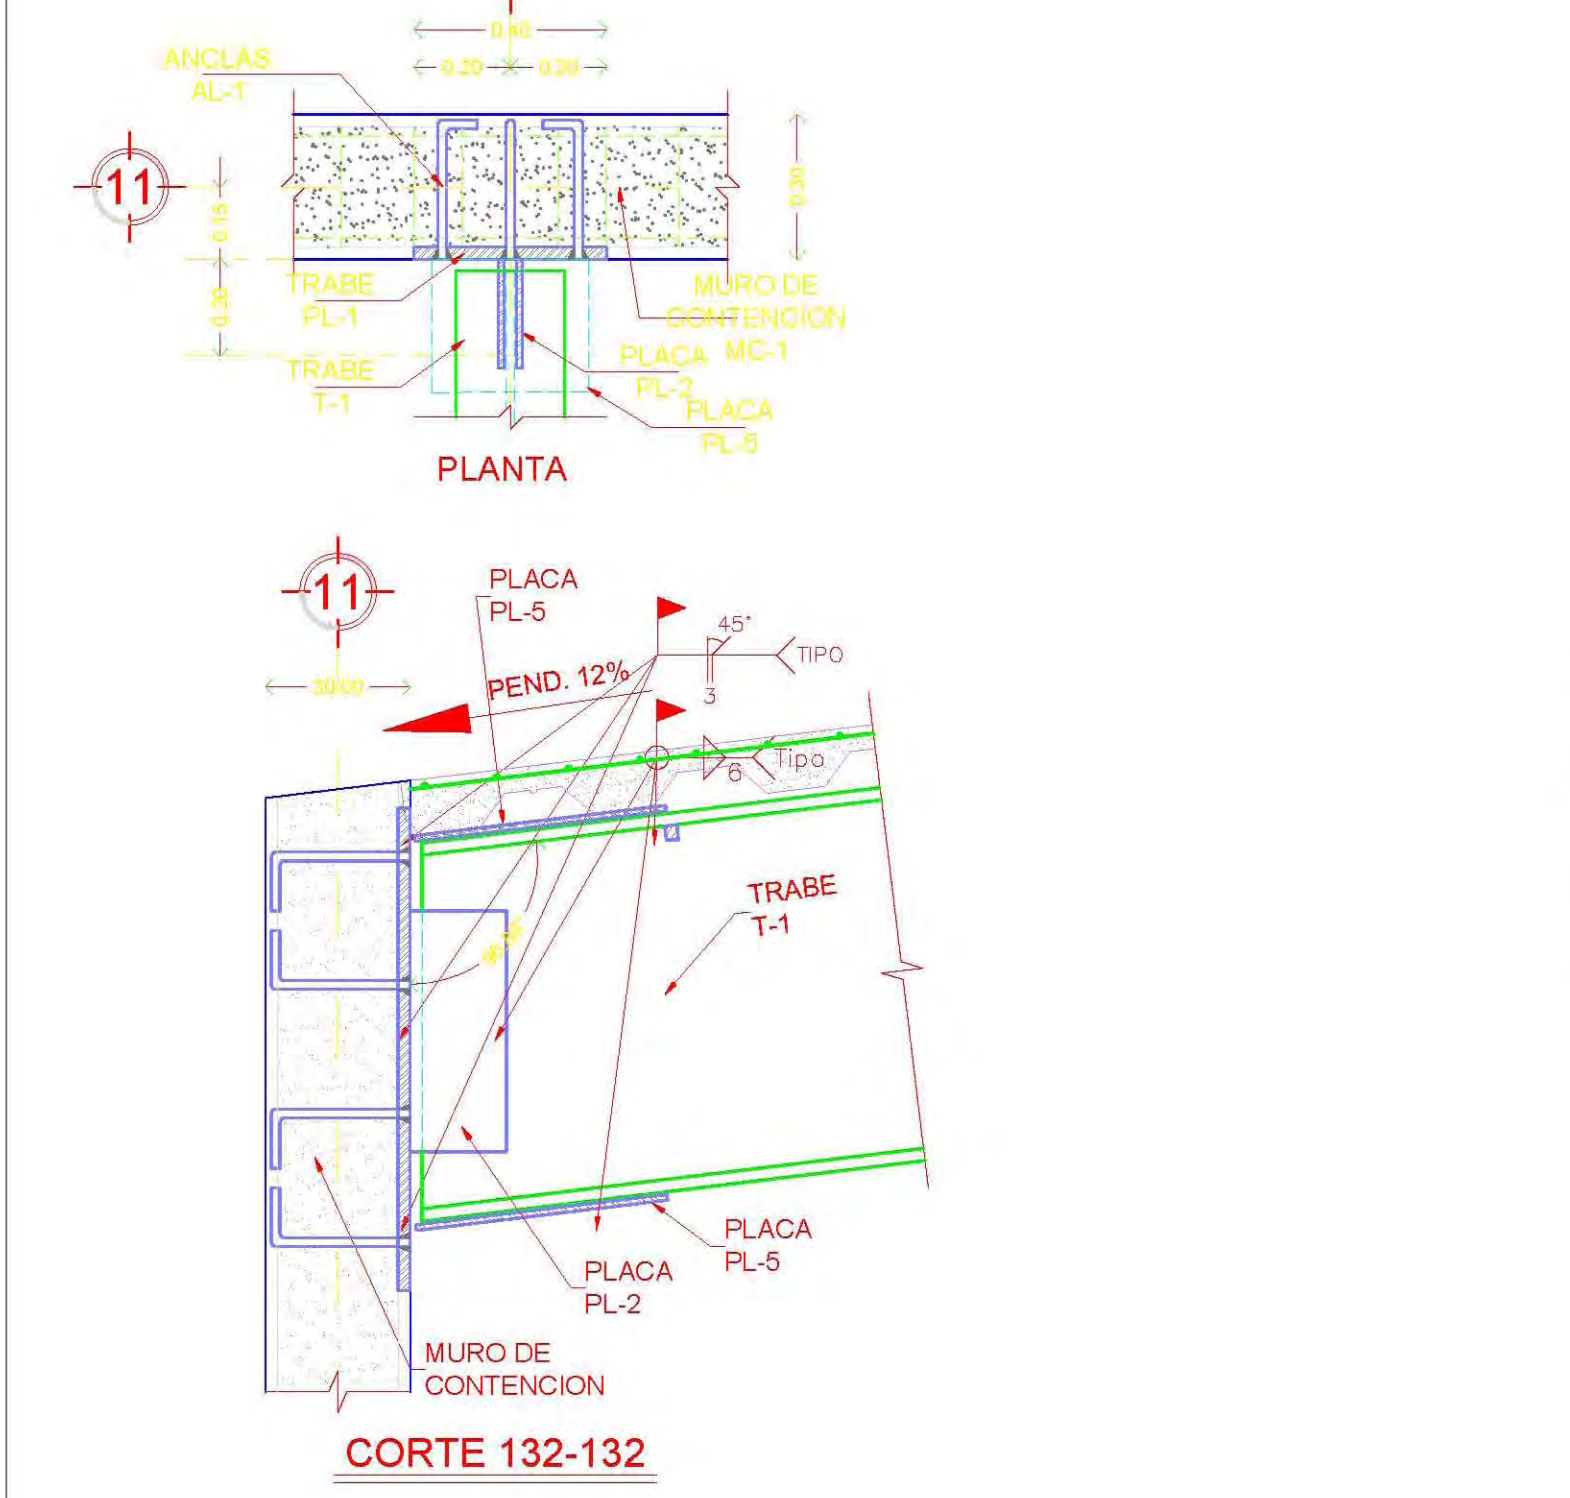 0.40
0.20
0.20
ANCLAS
AL-1
11
0.15
0.30
0.20
TRABE
PL-1
MURO DE
CONTENCION
MC-1
TRABE
T-1
PLACA
PL-2
PLACA
PL-5
PLANTA
11
PLACA
PL-5
45°
TIPO
3
PEND. 12%
30.00
Tipo
6
TRABE
T-1
PLACA
PL-5
PLACA
PL-2
MURO DE
CONTENCION
CORTE 132-132